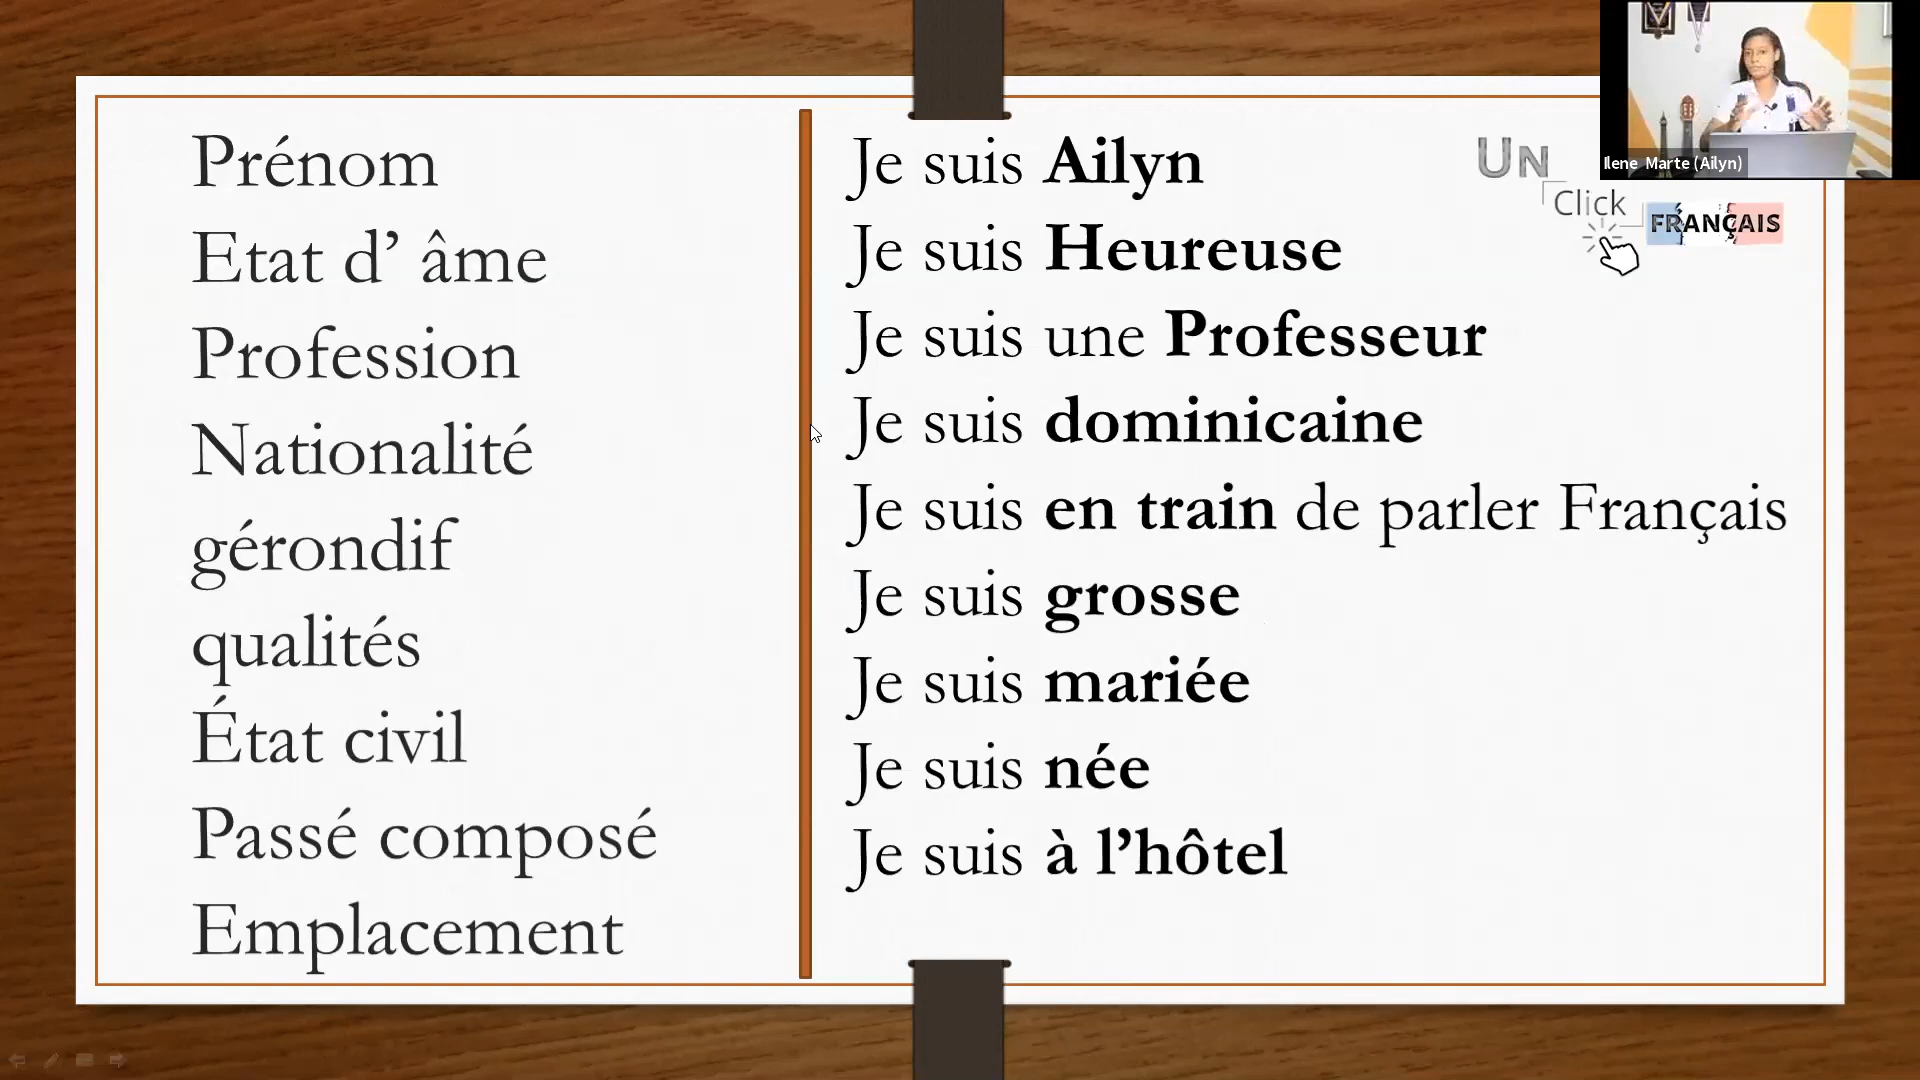 Prénom
Etat d’ âme
Profession
Nationalité
gérondif
qualités
État civil
Passé composé
Emplacement
Je suis Ailyn
Je suis Heureuse
Je suis une Professeur
Je suis dominicaine
Je suis en train de parler Français
Je suis grosse
Je suis mariée
Je suis née
Je suis à l’hôtel
UN
Click
FRANÇAIS
Ilene Marte (Ailyn)